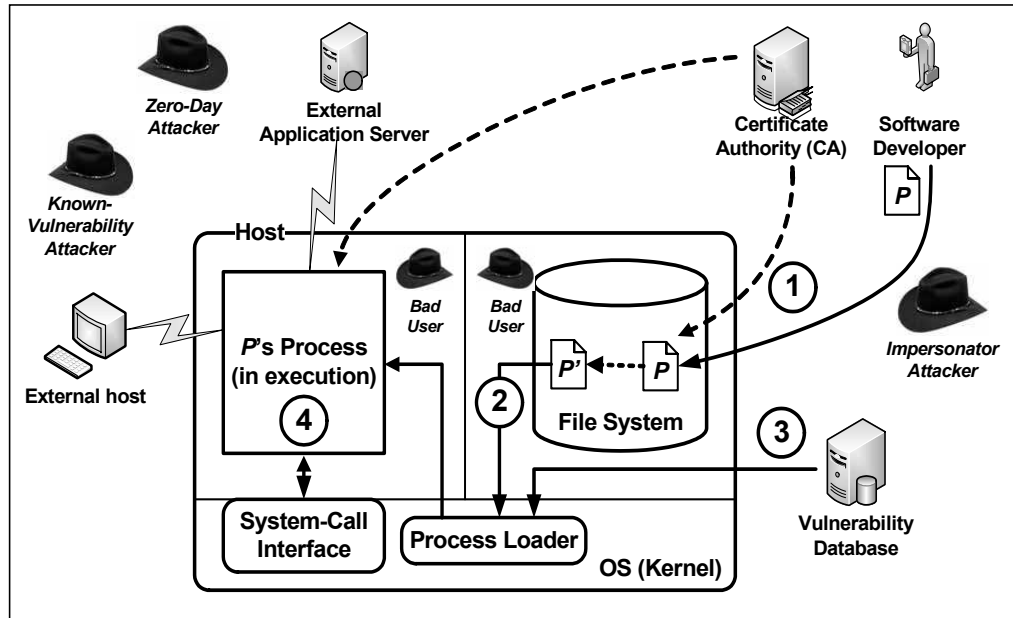 Zero-Day
Attacker
External
Application Server
Certificate
Authority (CA)
Software
Developer
P
Known-
Vulnerability
Attacker
Host
Bad
User
Bad
User
1
Impersonator
Attacker
External host
P's Process
(in execution)
4
P'
P
2
File System
3
System-Call
Interface
Process Loader
OS (Kernel)
Vulnerability
Database